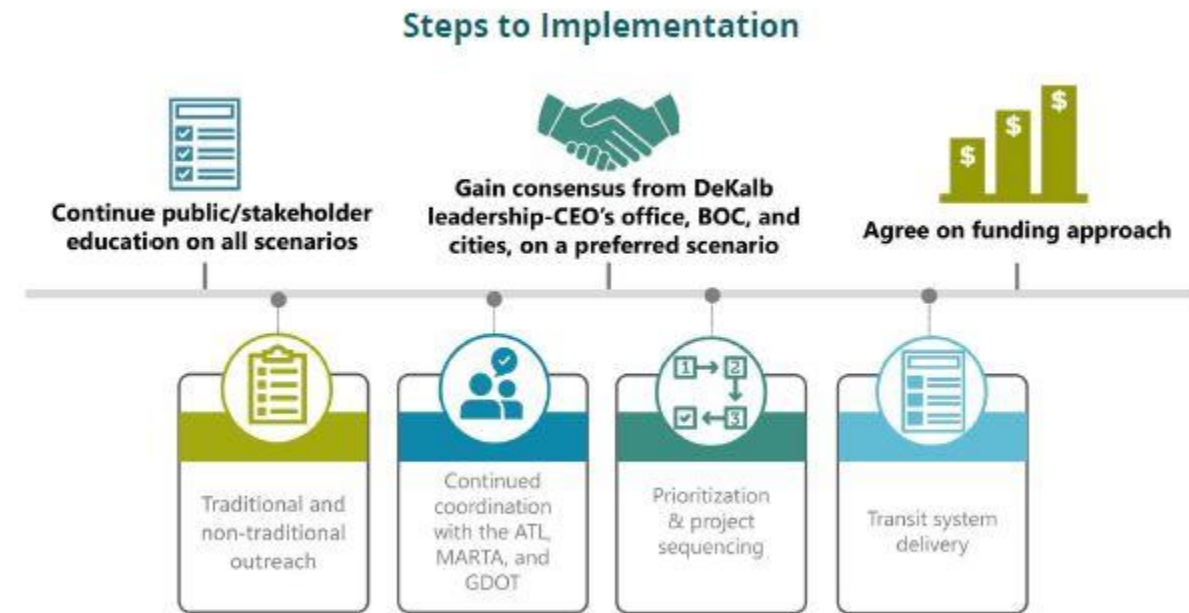 Steps to Implementation
Continue public/stakeholder
education on all scenarios
Gain consensus from DeKalb
leadership-CEO's office, BOC, and
cities, on a preferred scenario
$
$
$
Agree on funding approach
Traditional and
non-traditional
outreach
Continued
coordination
with the ATL,
MARTA, and
GDOT
1
2
3
Prioritization
& project
sequencing
Transit system
delivery